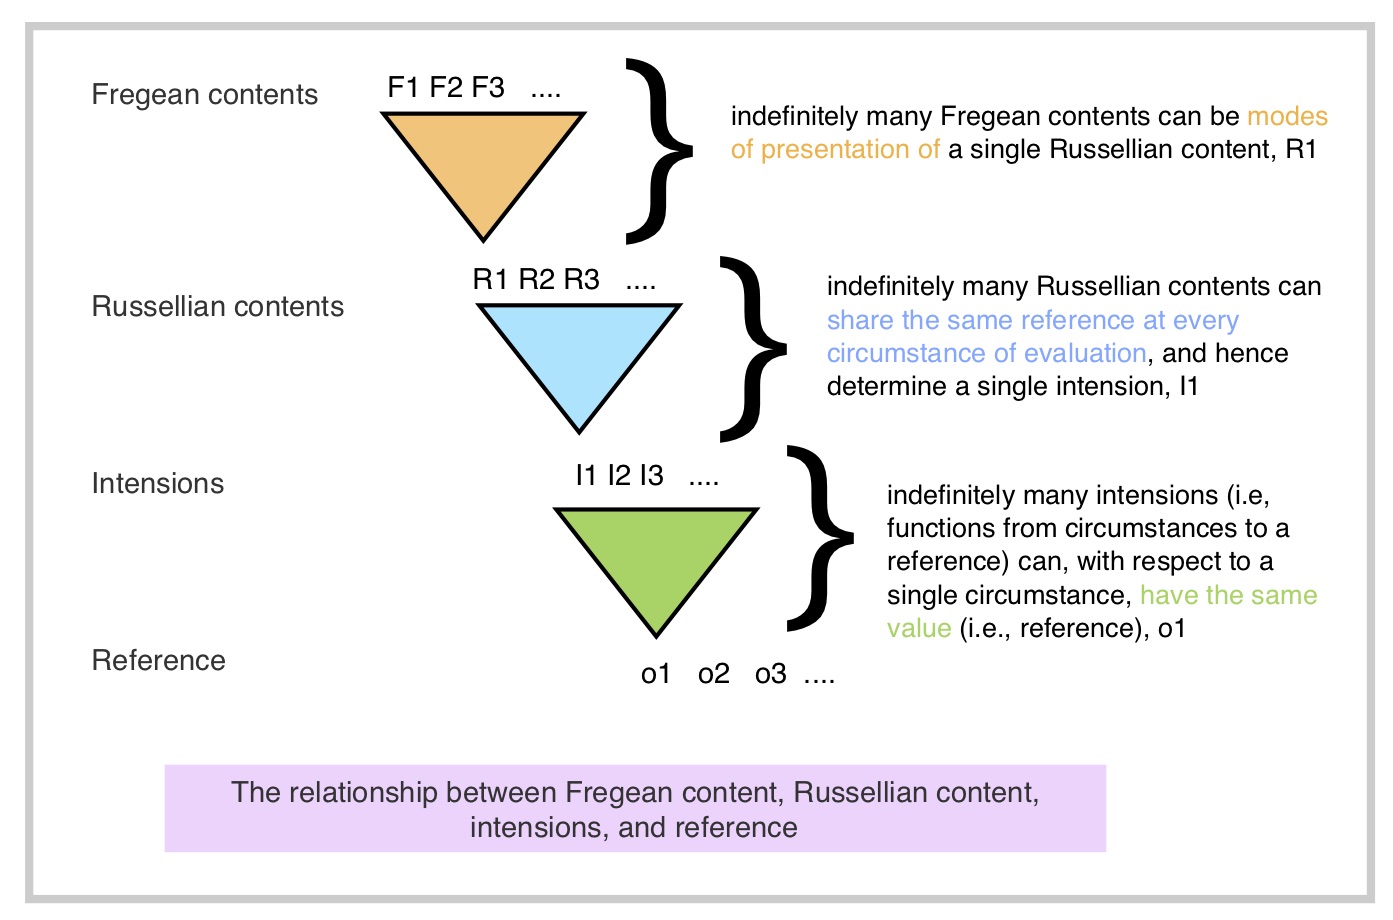 Fregean contents
F1 F2 F3 ....
indefinitely many Fregean contents can be modes
of presentation of a single Russellian content, R1
Russellian contents
R1 R2 R3 ....
indefinitely many Russellian contents can
share the same reference at every
circumstance of evaluation, and hence
determine a single intension, I1
Intensions
I1 I2 I3 ....
indefinitely many intensions (i.e,
functions from circumstances to a
reference) can, with respect to a
single circumstance, have the same
value (i.e., reference), o1
Reference
o1 o2 o3 ....
The relationship between Fregean content, Russellian content,
intensions, and reference